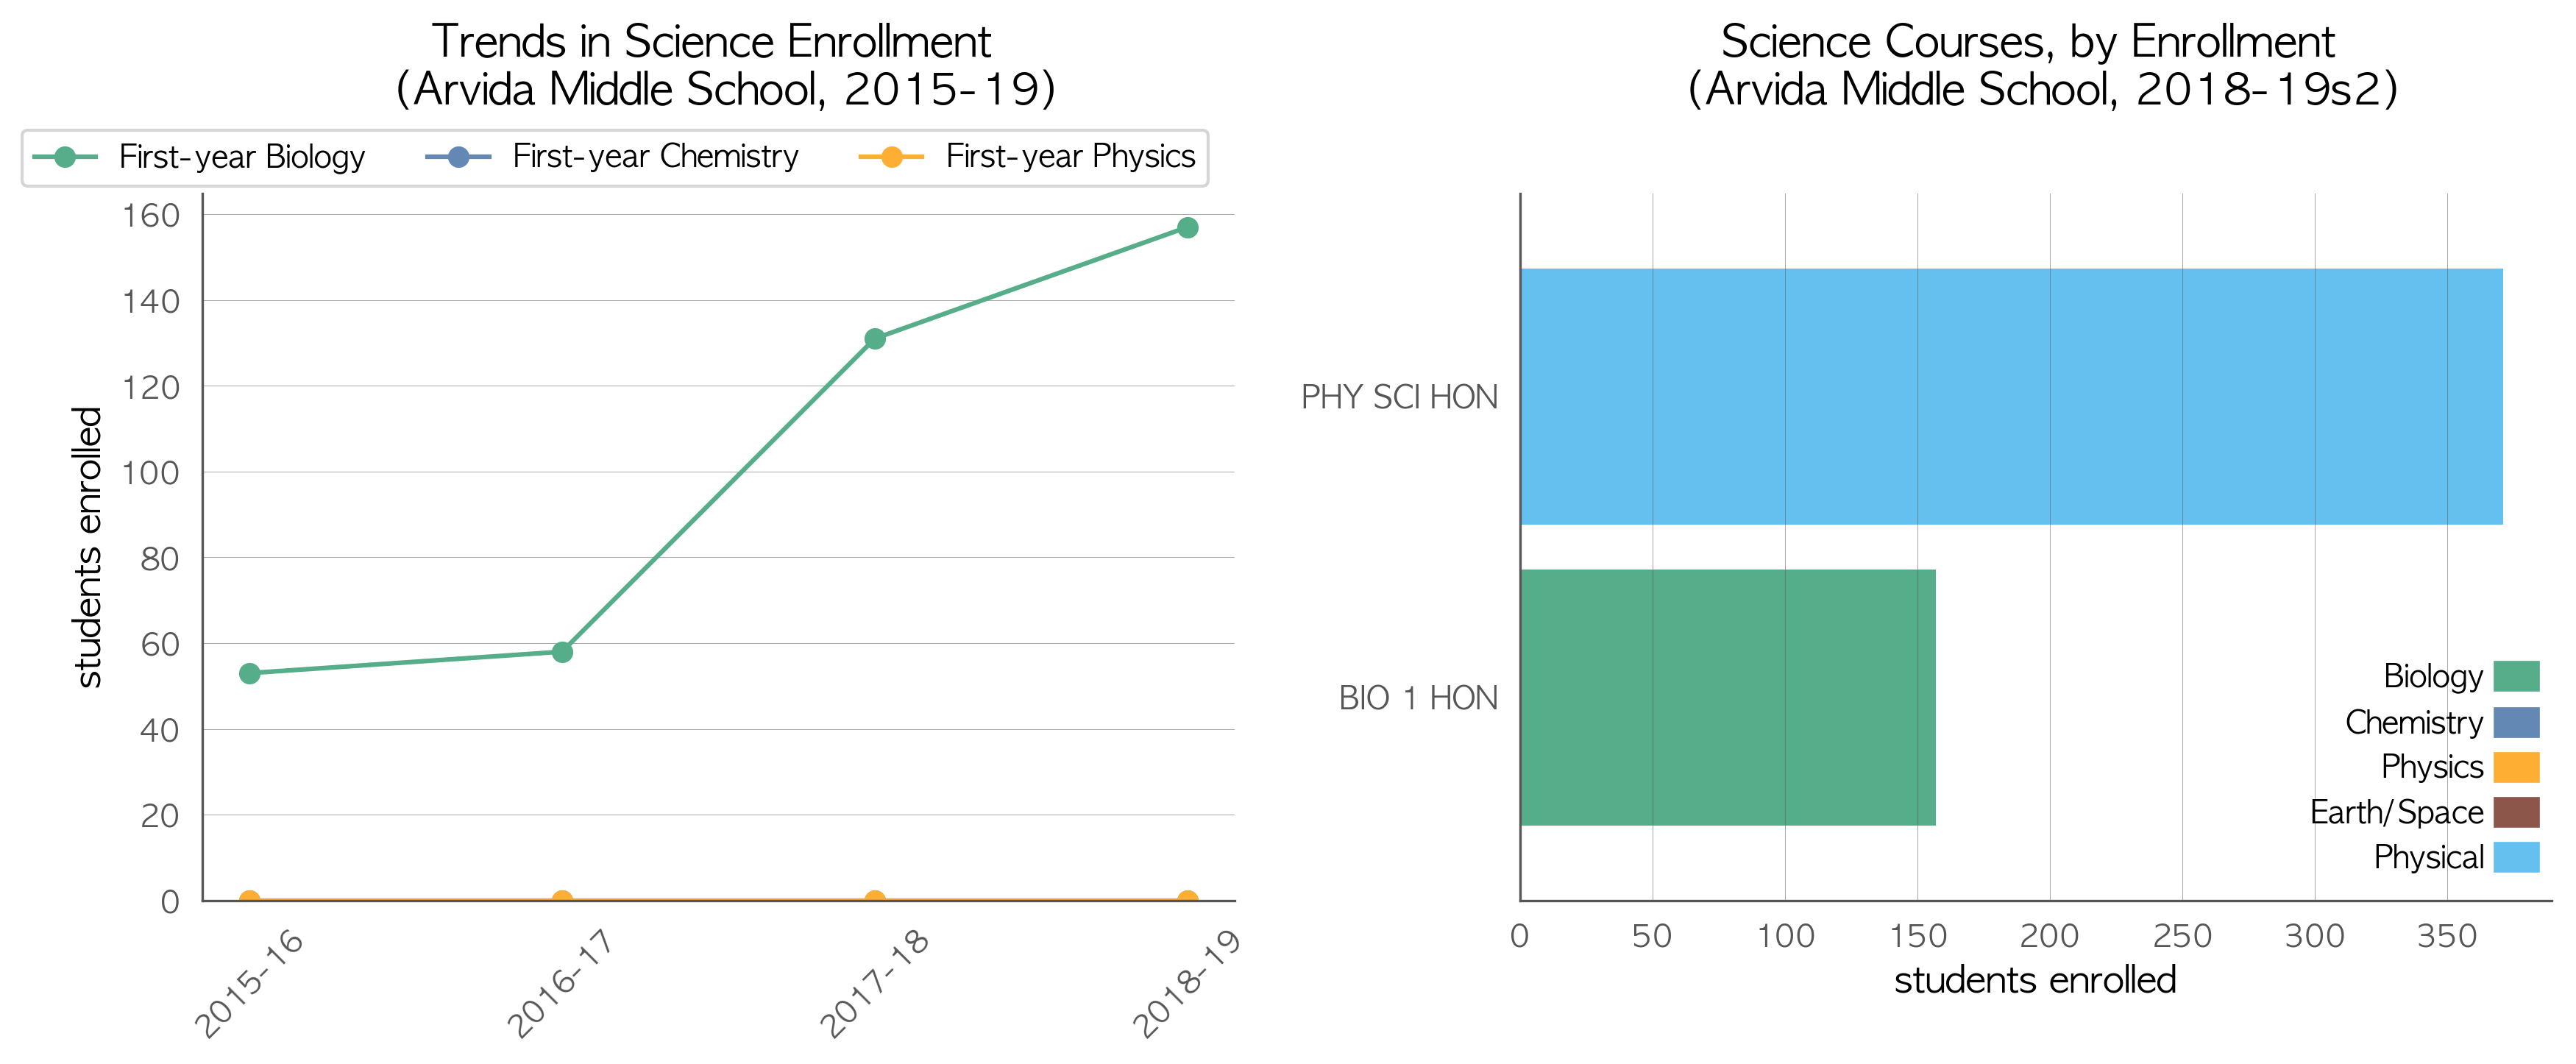 Trends in Science Enrollment
(Arvida Middle School, 2015-19)
First-year Biology
First-year Chemistry
First-year Physics
students enrolled
160
140
120
100
80
60
40
20
0
2015-16
2016-17
2017-18
2018-19
Science Courses, by Enrollment
(Arvida Middle School, 2018-19s2)
PHY SCI HON
BIO 1 HON
Biology
Chemistry
Physics
Earth/Space
Physical
0
50
100
150
200
250
300
350
students enrolled